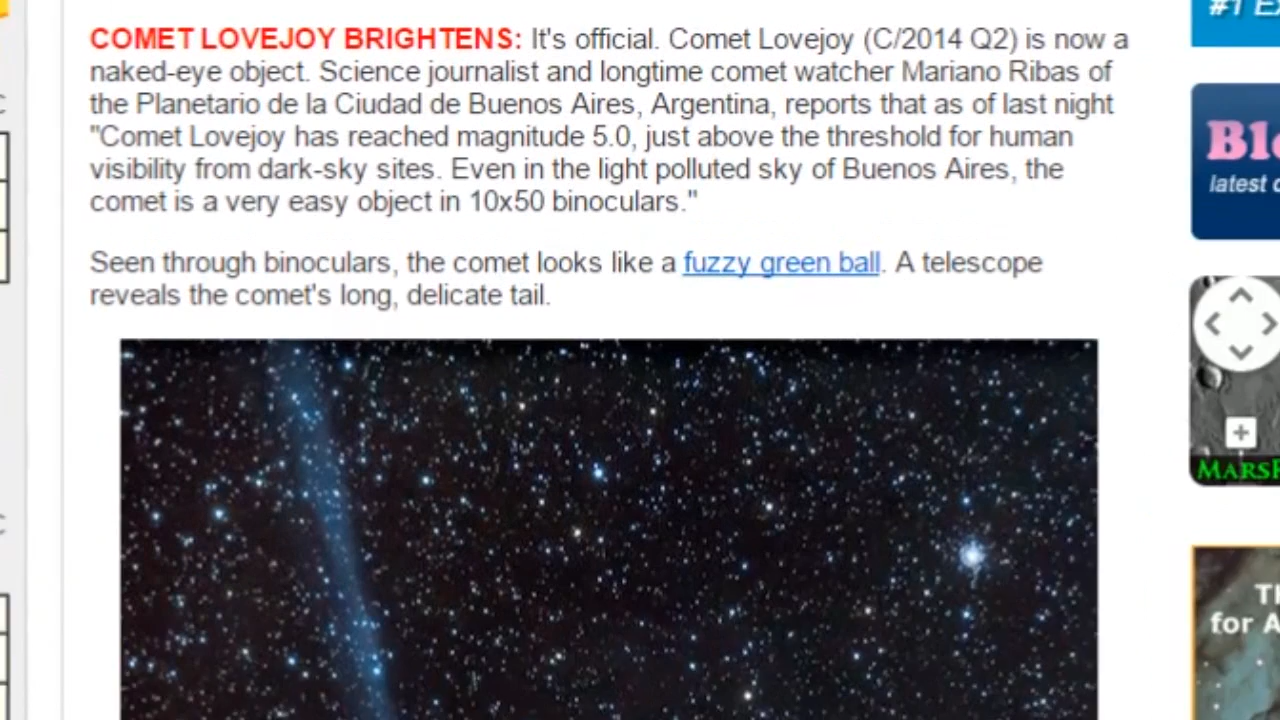 #1
COMET LOVEJOY BRIGHTENS: It's official. Comet Lovejoy (C/2014 Q2) is now a
naked-eye object. Science journalist and longtime comet watcher Mariano Ribas of
the Planetario de la Ciudad de Buenos Aires, Argentina, reports that as of last night
"Comet Lovejoy has reached magnitude 5.0, just above the threshold for human
visibility from dark-sky sites. Even in the light polluted sky of Buenos Aires, the
comet is a very easy object in 10x50 binoculars."
Seen through binoculars, the comet looks like a fuzzy green ball. A telescope
reveals the comet's long, delicate tail.
latest
for